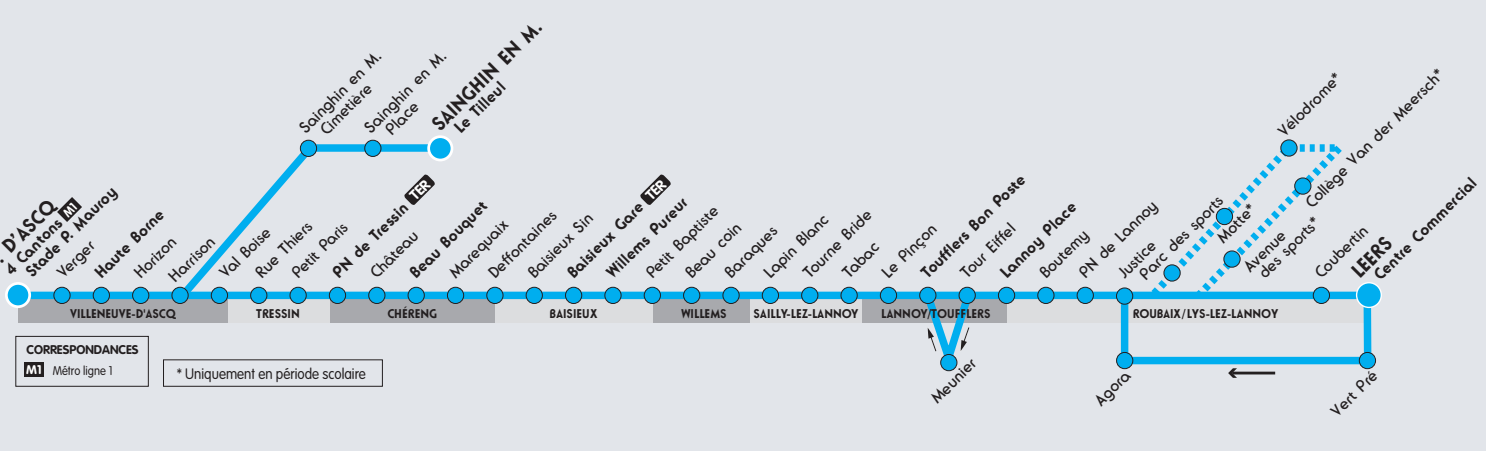 D'ASCQ
4 Cantons M1
Stade P. Mauroy
Verger
Haute Borne
Horizon
Harrison
Sainghin en M.
Cimetière
Sainghin en M.
Place
SAINGHIN EN M.
Le Tilleul
Val Boise
Rue Thiers
Petit Paris
PN de Tressin TER
Château
Beau Bouquet
Maraquaix
Deffontaines
Baisieux Sin
Baisieux Gare TER
Willems Pureur
Petit Baptiste
Beau coin
Baraques
Lapin Blanc
Tourne Bride
Tabac
Le Pinçon
Toufflers Bon Poste
Tour Eiffel
Lannoy Place
Boutemy
PN de Lannoy
Justice
Parc des sports
Motte*
Vélodrome*
Van der Meersch*
Collège
Avenue
des sports*
Coubertin
LEERS
Centre Commercial
VILLENEUVE-D'ASCQ
TRESSIN
CHÉRENG
BAISIEUX
WILLEMS
SAILLY-LEZ-LANNOY
LANNOY/TOUFFLERS
ROUBAIX/LYS-LEZ-LANNOY
Meunier
Agora
Vert Pré
CORRESPONDANCES
M1 Métro ligne 1
* Uniquement en période scolaire